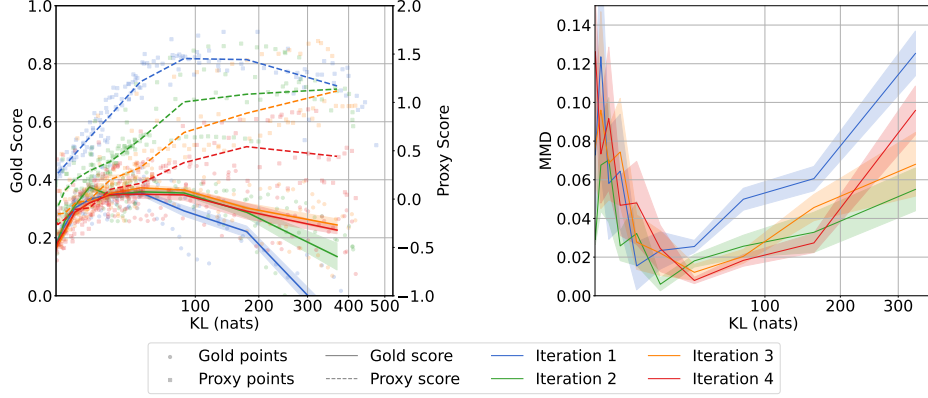 1.0
0.8
0.6
0.4
0.2
0.0
Gold Score
2.0
1.5
1.0
0.5
0.0
−0.5
−1.0
Proxy Score
100 200 300 400 500
KL (nats)
0.14
0.12
0.10
0.08
0.06
0.04
0.02
0.00
MMD
100 200 300
KL (nats)
Gold points Gold score Iteration 1 Iteration 3
Proxy points Proxy score Iteration 2 Iteration 4